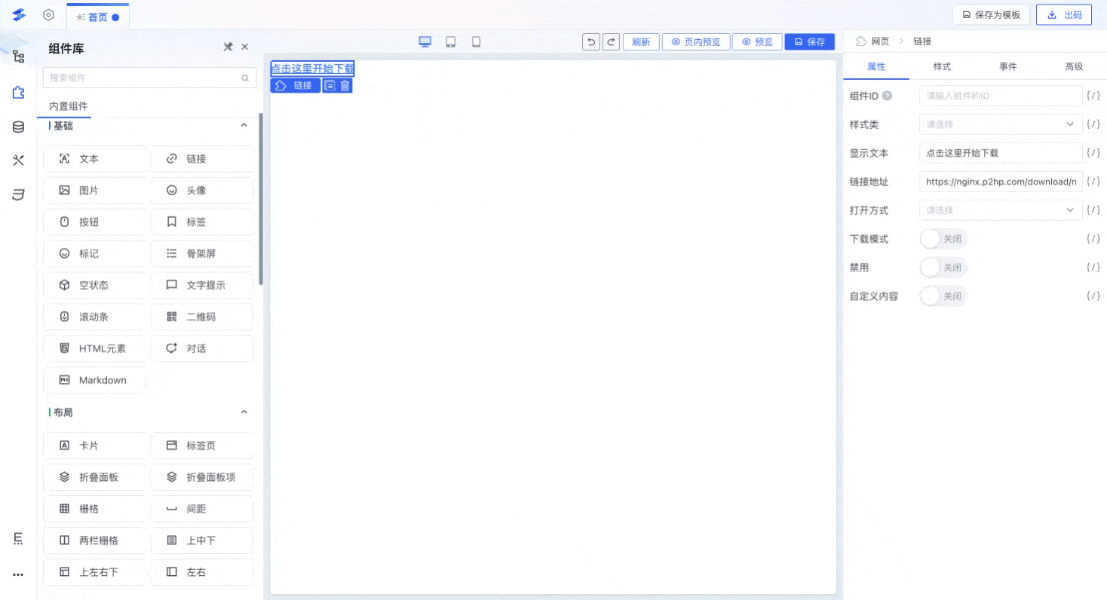 首页
保存为模板
出码
组件库
搜索组件
内置组件
基础
文本
链接
图片
头像
按钮
标签
标记
骨架屏
空状态
文字提示
滚动条
二维码
HTML元素
对话
Markdown
布局
卡片
标签页
折叠面板
折叠面板项
栅格
间距
两栏栅格
上中下
上左右下
左右
刷新
页内预览
预览
保存
点击这里开始下载
链接
网页
链接
属性
样式
事件
高级
组件ID
请输入组件的ID
{/}
样式类
请选择
{/}
显示文本
点击这里开始下载
{/}
链接地址
https://nginx.p2hp.com/download/n
{/}
打开方式
请选择
{/}
下载模式
关闭
{/}
禁用
关闭
{/}
自定义内容
关闭
{/}